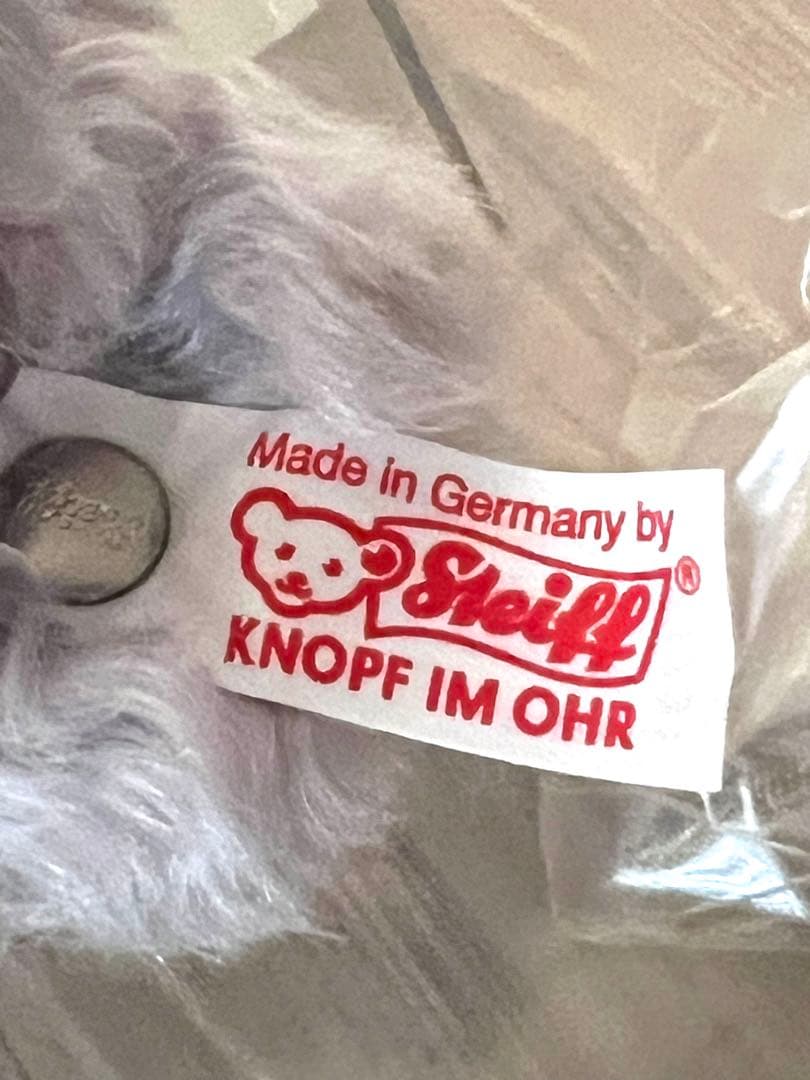 Made in Germany by
Steiff®
KNOPF IM OHR